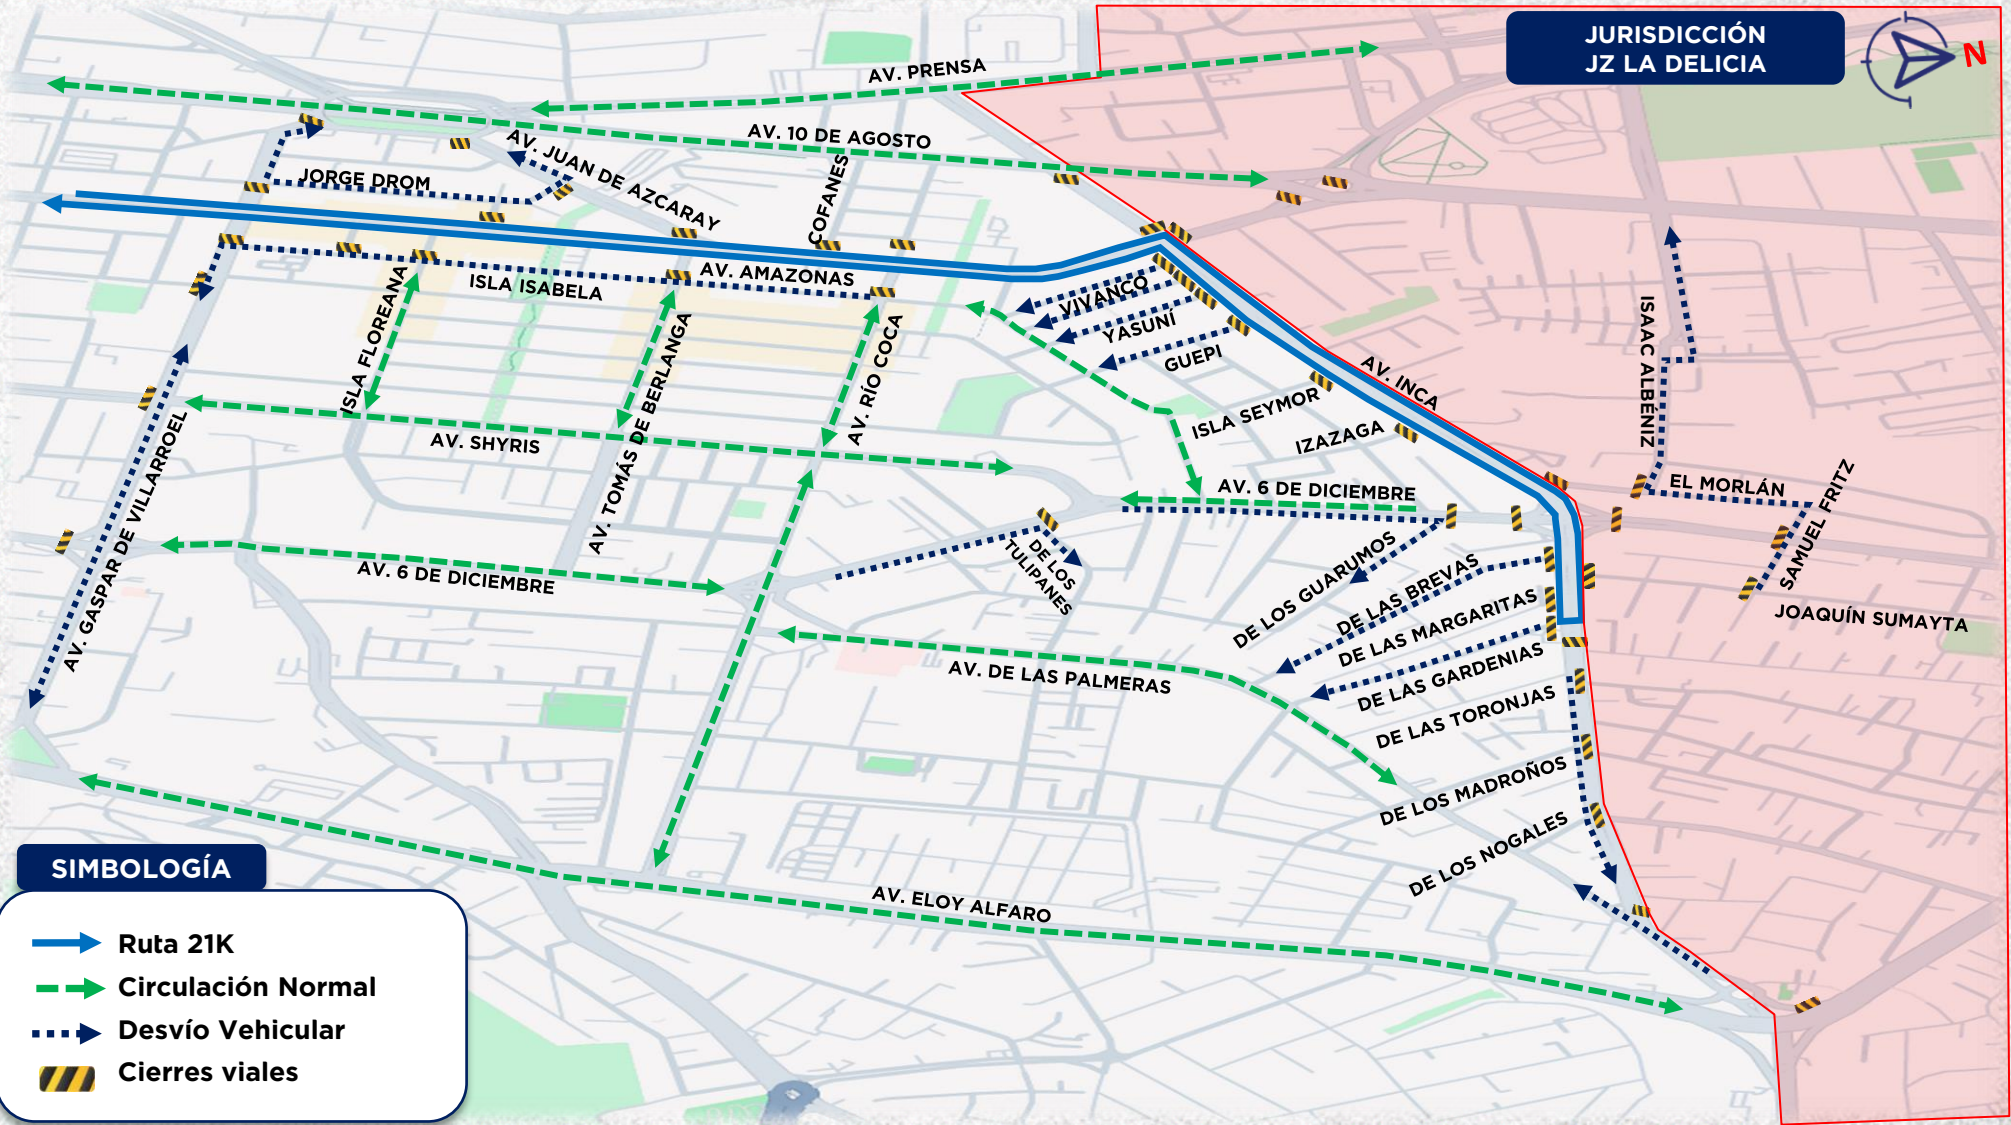 JURISDICCIÓN
JZ LA DELICIA
N
AV. PRENSA
AV. 10 DE AGOSTO
AV. JUAN DE AZCARAY
COFANES
JORGE DROM
AV. AMAZONAS
ISLA ISABELA
ISLA FLOREANA
AV. TOMÁS DE BERLANGA
AV. RÍO COCA
VIVANCO
YASUNÍ
GUEPI
ISLA SEYMOR
IZAZAGA
AV. INCA
ISAAC ALBÉNIZ
EL MORLÁN
SAMUEL FRITZ
JOAQUÍN SUMAYTA
AV. SHYRIS
AV. GASPAR DE VILLARROEL
AV. 6 DE DICIEMBRE
AV. 6 DE DICIEMBRE
DE LOS
TULIPANES
DE LOS GUARUMOS
DE LAS BREVAS
DE LAS MARGARITAS
DE LAS GARDENIAS
DE LAS TORONJAS
DE LOS MADROÑOS
DE LOS NOGALES
AV. DE LAS PALMERAS
AV. ELOY ALFARO
SIMBOLOGÍA
Ruta 21K
Circulación Normal
Desvío Vehicular
Cierres viales